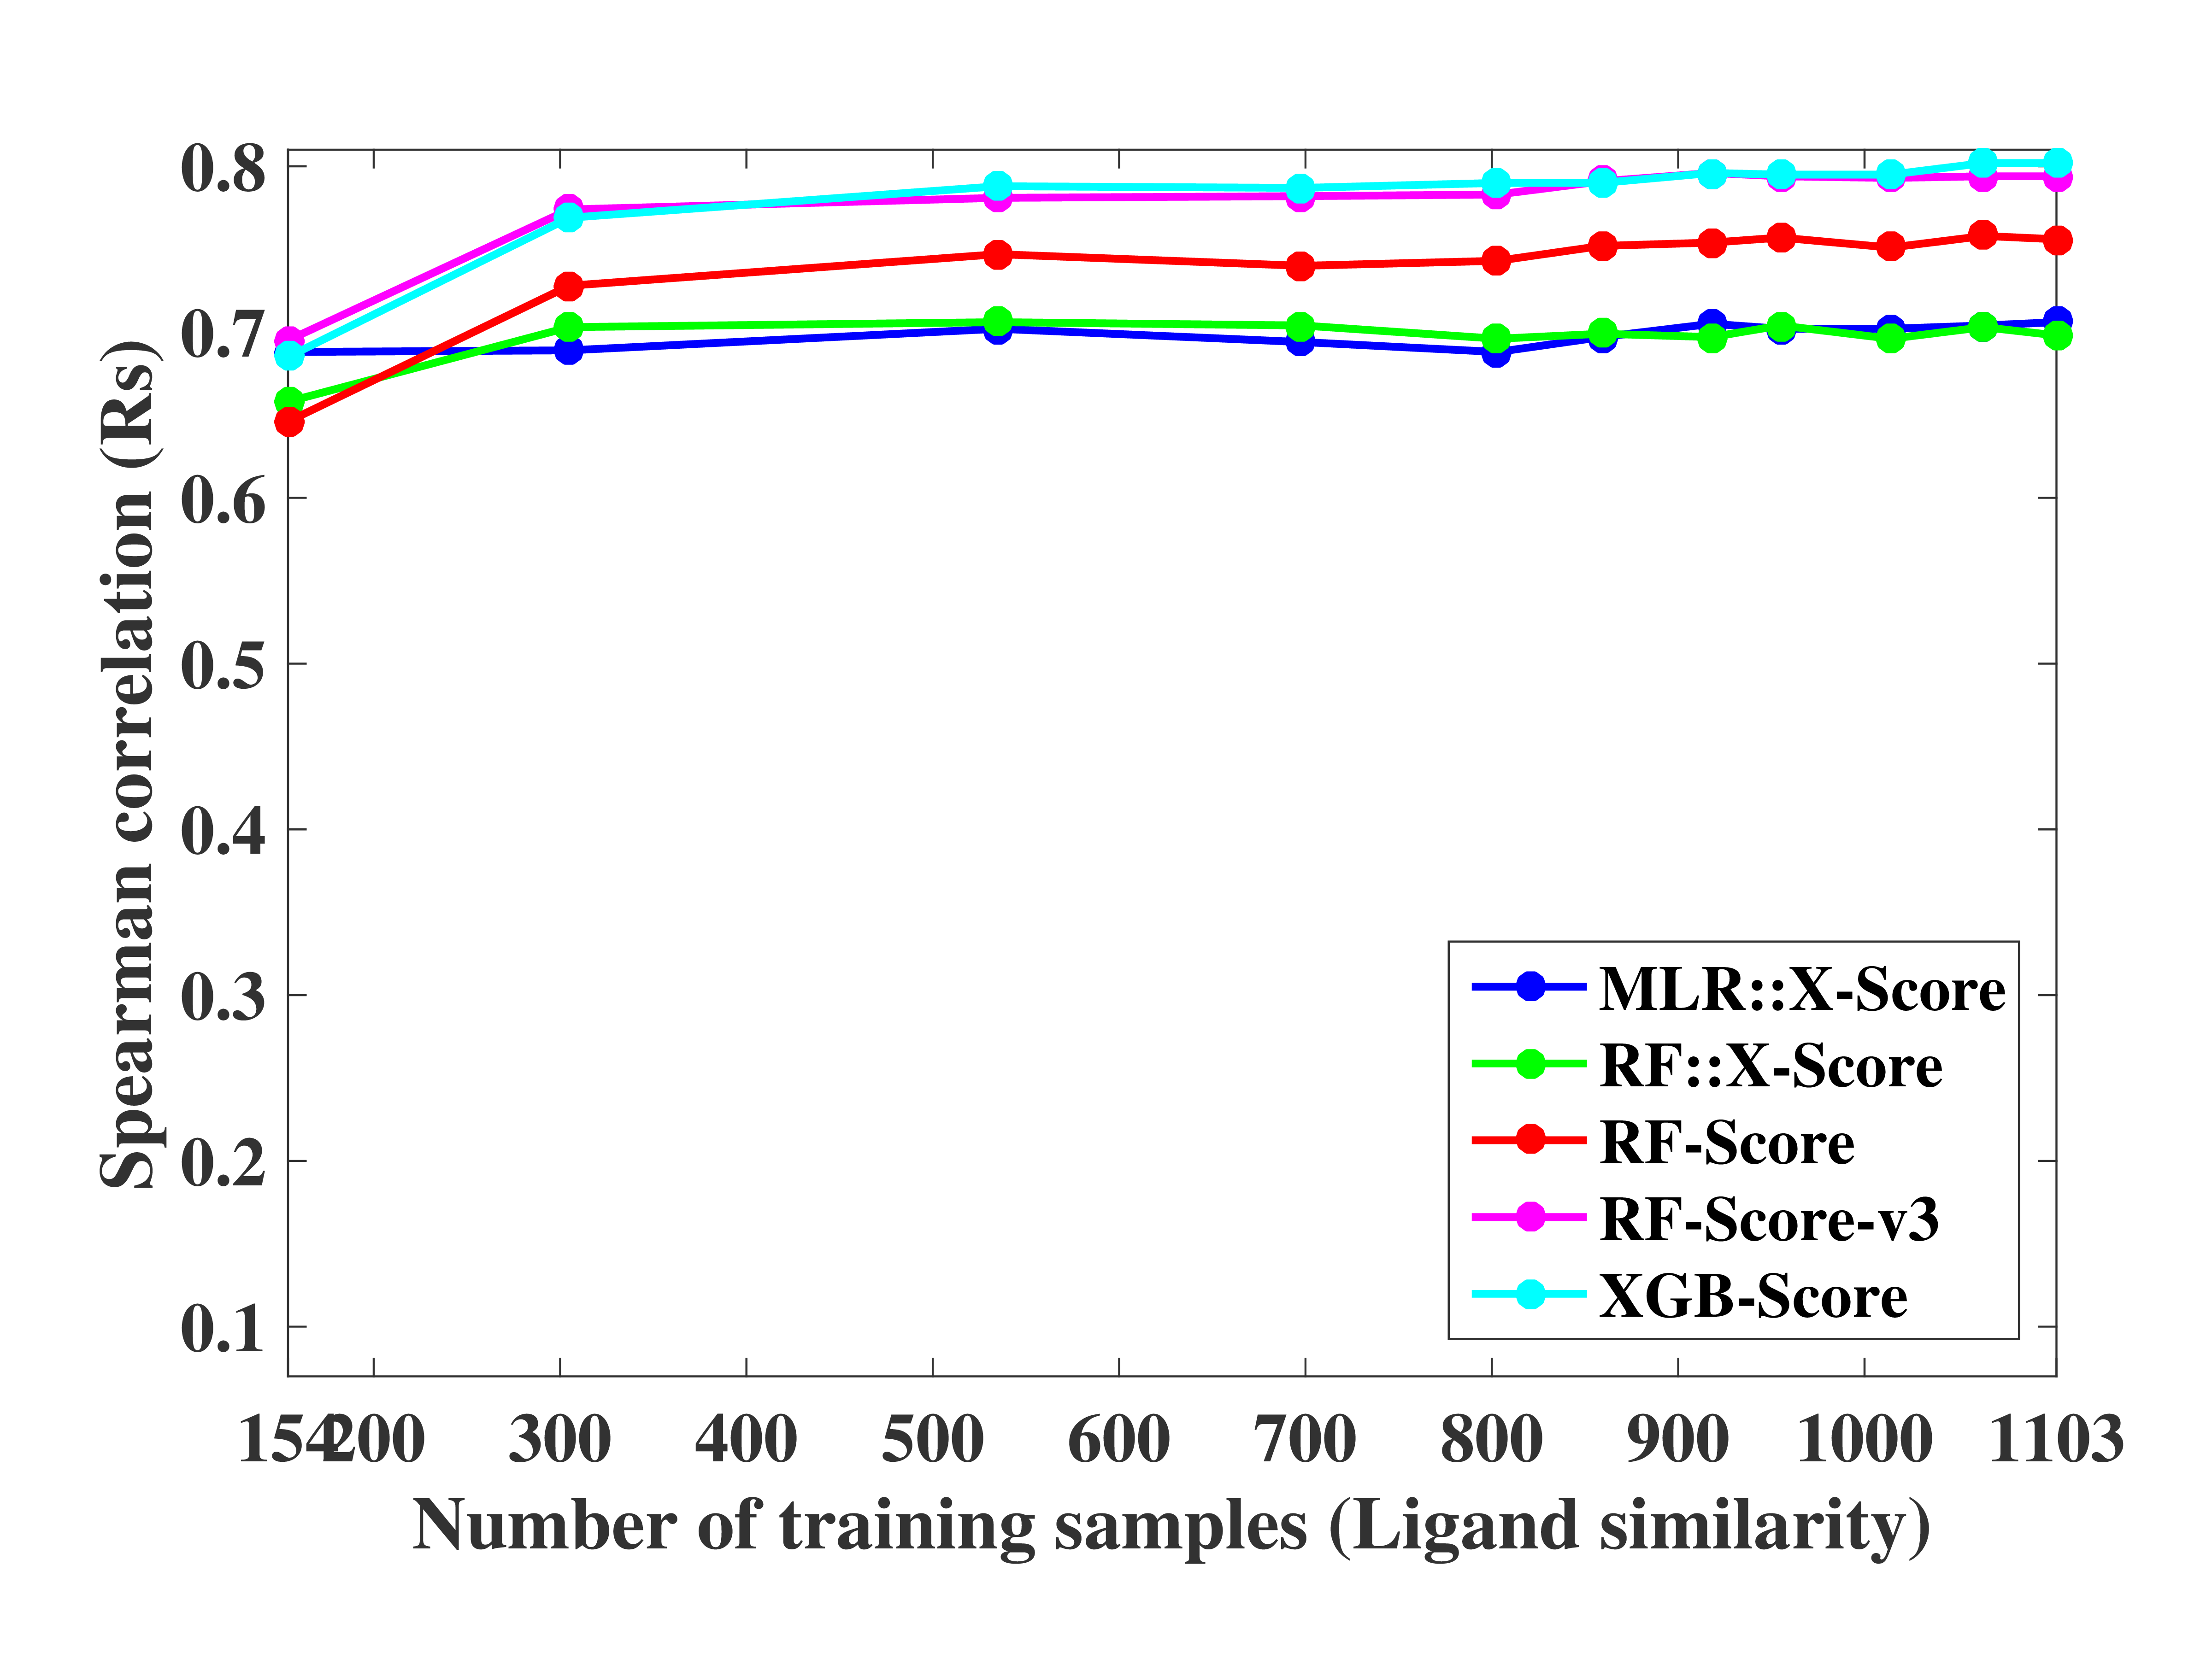 0.8
0.7
0.6
0.5
0.4
0.3
0.2
0.1
Spearman correlation (Rs)
MLR::X-Score
RF::X-Score
RF-Score
RF-Score-v3
XGB-Score
154 200 300 400 500 600 700 800 900 1000 1103
Number of training samples (Ligand similarity)